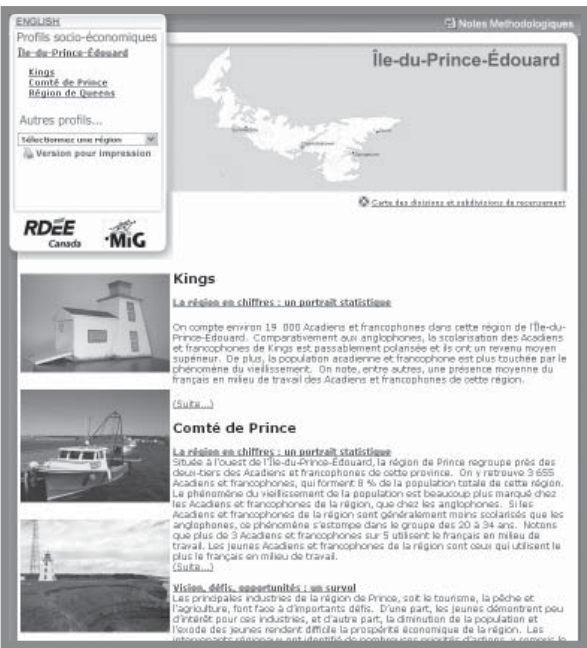 ENGLISH
Notes Methodologiques
Profils socio-économiques
Île-du-Prince-Édouard
Kings
Comté de Prince
Région de Queens
Autres profils...
Sélectionnez une région
Version pour impression
RDÉE
Canada
MiG
Île-du-Prince-Édouard
Carte des divisions et subdivisions de recensement
Kings
La région en chiffres : un portrait statistique
On compte environ 19 000 Acadiens et francophones dans cette région de l'Île-du-
Prince-Édouard. Comparativement aux anglophones, la scolarisation des Acadiens
et francophones de Kings est passablement polarisée et ils ont un revenu moyen
supérieur. De plus, la population acadienne et francophone est plus touchée par le
phénomène du vieillissement. On note, entre autres, une présence moyenne du
français en milieu de travail des Acadiens et francophones de cette région.
(Suite...)
Comté de Prince
La région en chiffres : un portrait statistique
Située à l'ouest de l'Île-du-Prince-Édouard, la région de Prince regroupe près des
deux-tiers des Acadiens et francophones de cette province. On y retrouve 3 655
Acadiens et francophones, qui forment 8 % de la population totale de cette région.
Le phénomène du vieillissement de la population est beaucoup plus marqué chez
les Acadiens et francophones de la région, que chez les anglophones. Si les
Acadiens et francophones de la région sont généralement moins scolarisés que les
anglophones, ce phénomène s'estompe dans le groupe des 20 à 34 ans. Notons
que plus de 3 Acadiens et francophones sur 5 utilisent le français en milieu de
travail. Les jeunes Acadiens et francophones de la région sont ceux qui utilisent le
plus le français en milieu de travail.
(Suite...)
Vision, défis, opportunités : un survol
Les principales industries de la région de Prince, soit le tourisme, la pêche et
l'agriculture, font face à d'importants défis. D'une part, les jeunes démontrent peu
d'intérêt pour ces industries, et d'autre part, la diminution de la population et
l'exode des jeunes rendent difficile la prospérité économique de la région. Les
intervenants régionaux ont identifié de nombreuses priorités d'actions, y compris le